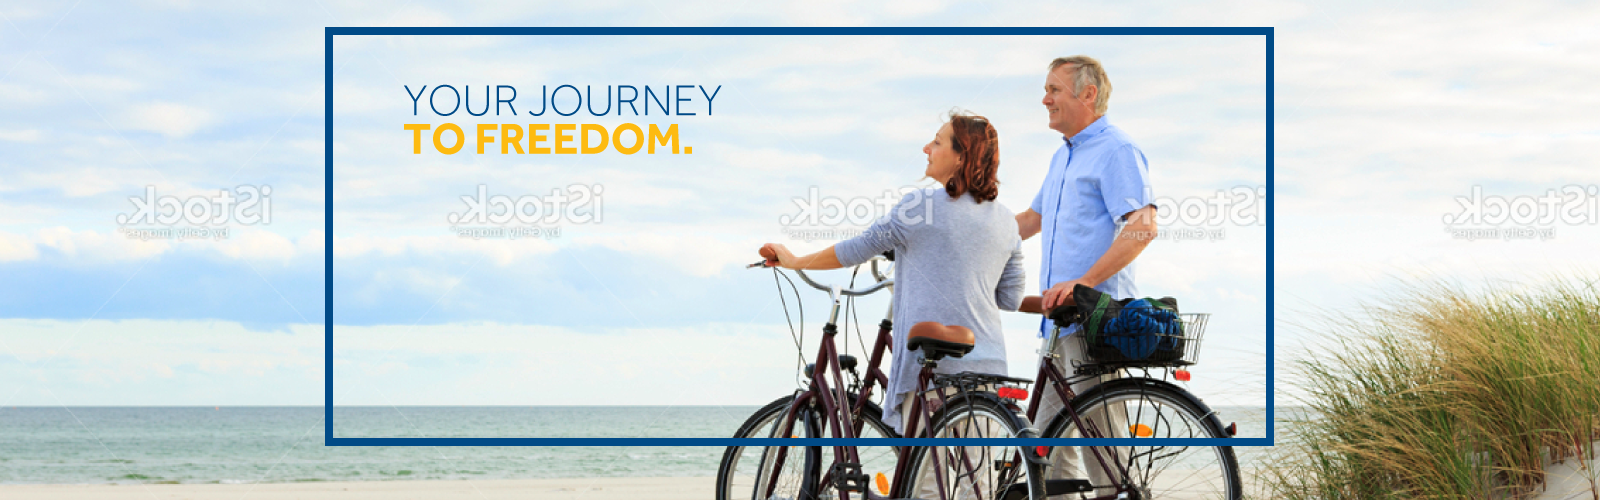 YOUR JOURNEY
TO FREEDOM.
iStock.
by Getty Images
iStock.
by Getty Images
iStock.
by Getty Images
iStock.
by Getty Images
iStock.
by Getty Images